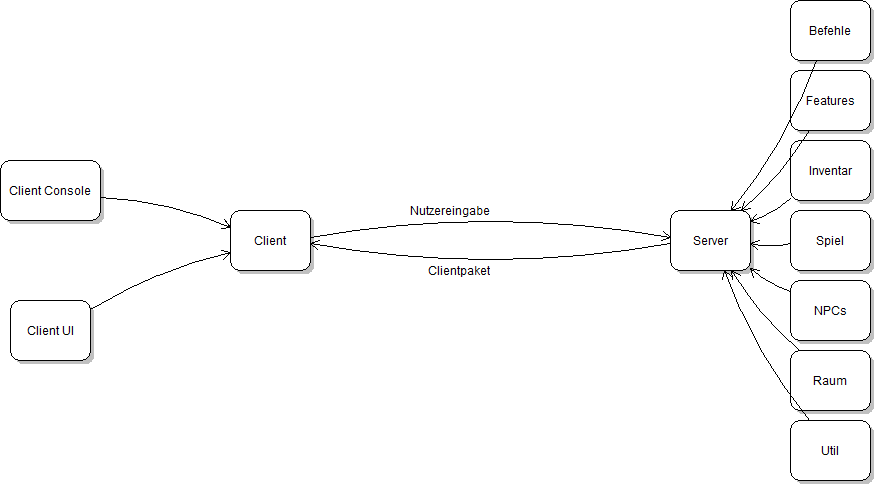 Befehle
Features
Client Console
Inventar
Nutzereingabe
Client
Server
Spiel
Clientpaket
NPCs
Client UI
Raum
Util